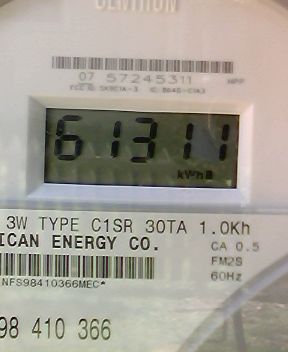 CENTRON
07 57245311
61311
kWh
3W TYPE C1SR 30TA 1.0Kh
ICAN ENERGY CO.
CA 0.5
FM2S
60Hz
NFS98410366MEC*
98 410 366